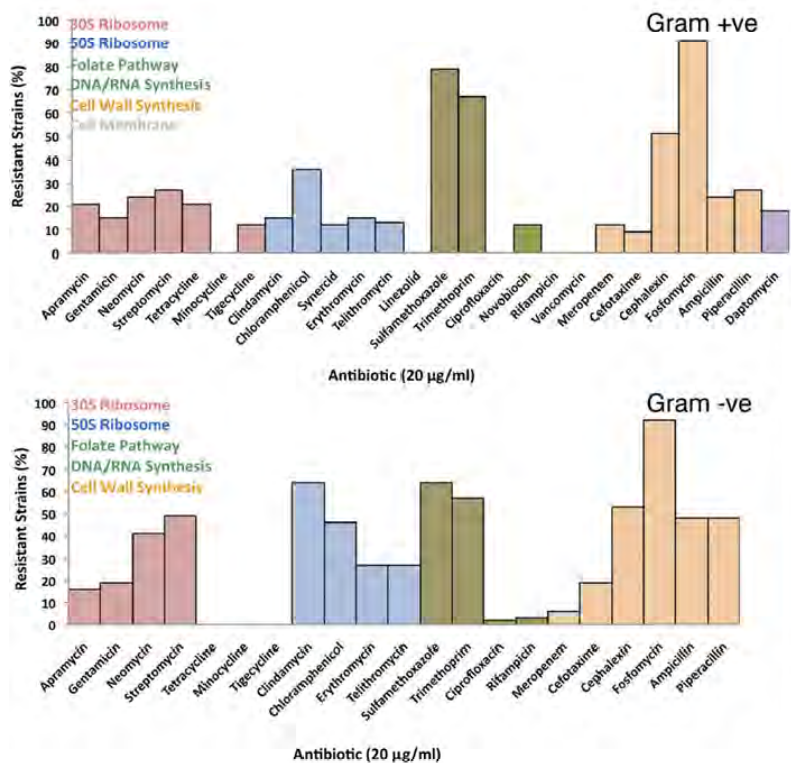 Gram +ve
100
90
80
70
60
50
40
30
20
10
0
Resistant Strains (%)
30S Ribosome
50S Ribosome
Folate Pathway
DNA/RNA Synthesis
Cell Wall Synthesis
Cell Membrane
Apramycin
Gentamicin
Neomycin
Streptomycin
Tetracycline
Minocycline
Tigecycline
Clindamycin
Chloramphenicol
Synercid
Erythromycin
Telithromycin
Linezolid
Sulfamethoxazole
Trimethoprim
Ciprofloxacin
Novobiocin
Rifampicin
Vancomycin
Meropenem
Cefotaxime
Cephalexin
Fosfomycin
Ampicillin
Piperacillin
Daptomycin
Antibiotic (20 µg/ml)
Gram -ve
100
90
80
70
60
50
40
30
20
10
0
Resistant Strains (%)
30S Ribosome
50S Ribosome
Folate Pathway
DNA/RNA Synthesis
Cell Wall Synthesis
Apramycin
Gentamicin
Neomycin
Streptomycin
Tetracycline
Minocycline
Tigecycline
Clindamycin
Chloramphenicol
Erythromycin
Telithromycin
Sulfamethoxazole
Trimethoprim
Ciprofloxacin
Rifampicin
Meropenem
Cefotaxime
Cephalexin
Fosfomycin
Ampicillin
Piperacillin
Antibiotic (20 µg/ml)